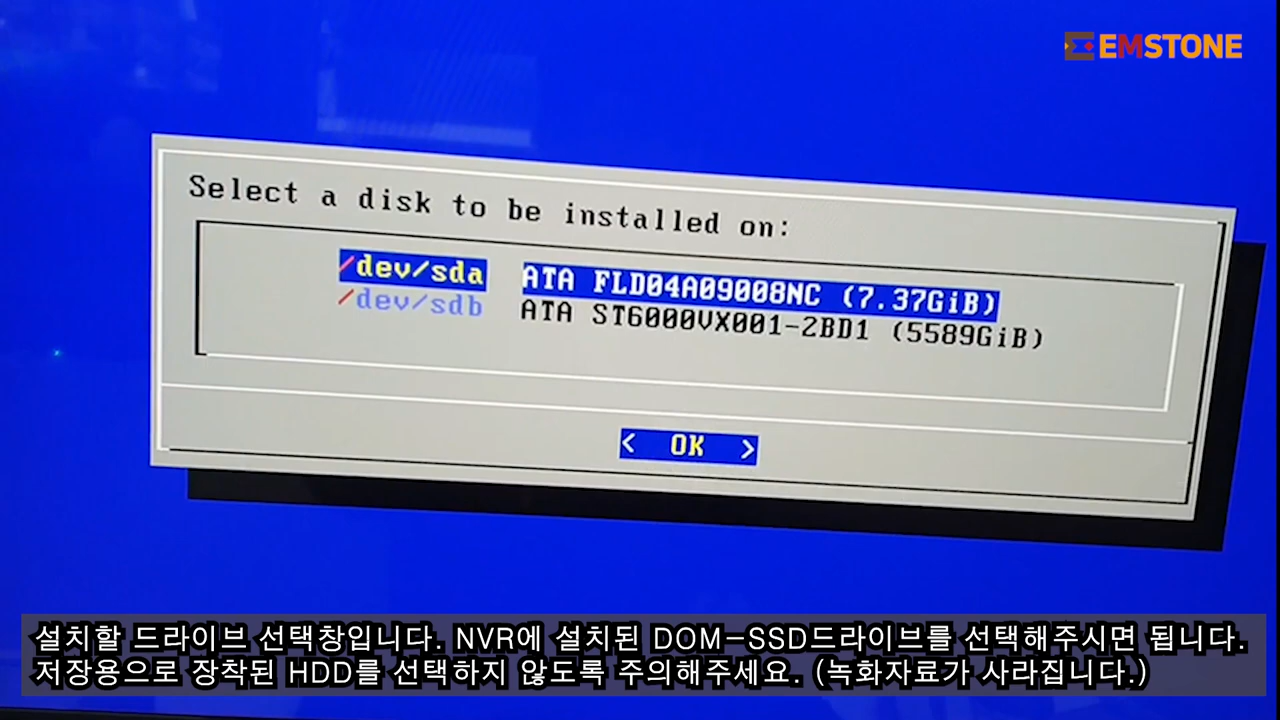 EMSTONE
Select a disk to be installed on:
/dev/sda ATA FLD04A09008NC (7.37GiB)
/dev/sdb ATA ST6000VX001-2BD1 (5589GiB)
< OK >
설치할 드라이브 선택창입니다. NVR에 설치된 DOM-SSD드라이브를 선택해주시면 됩니다.
저장용으로 장착된 HDD를 선택하지 않도록 주의해주세요. (녹화자료가 사라집니다.)